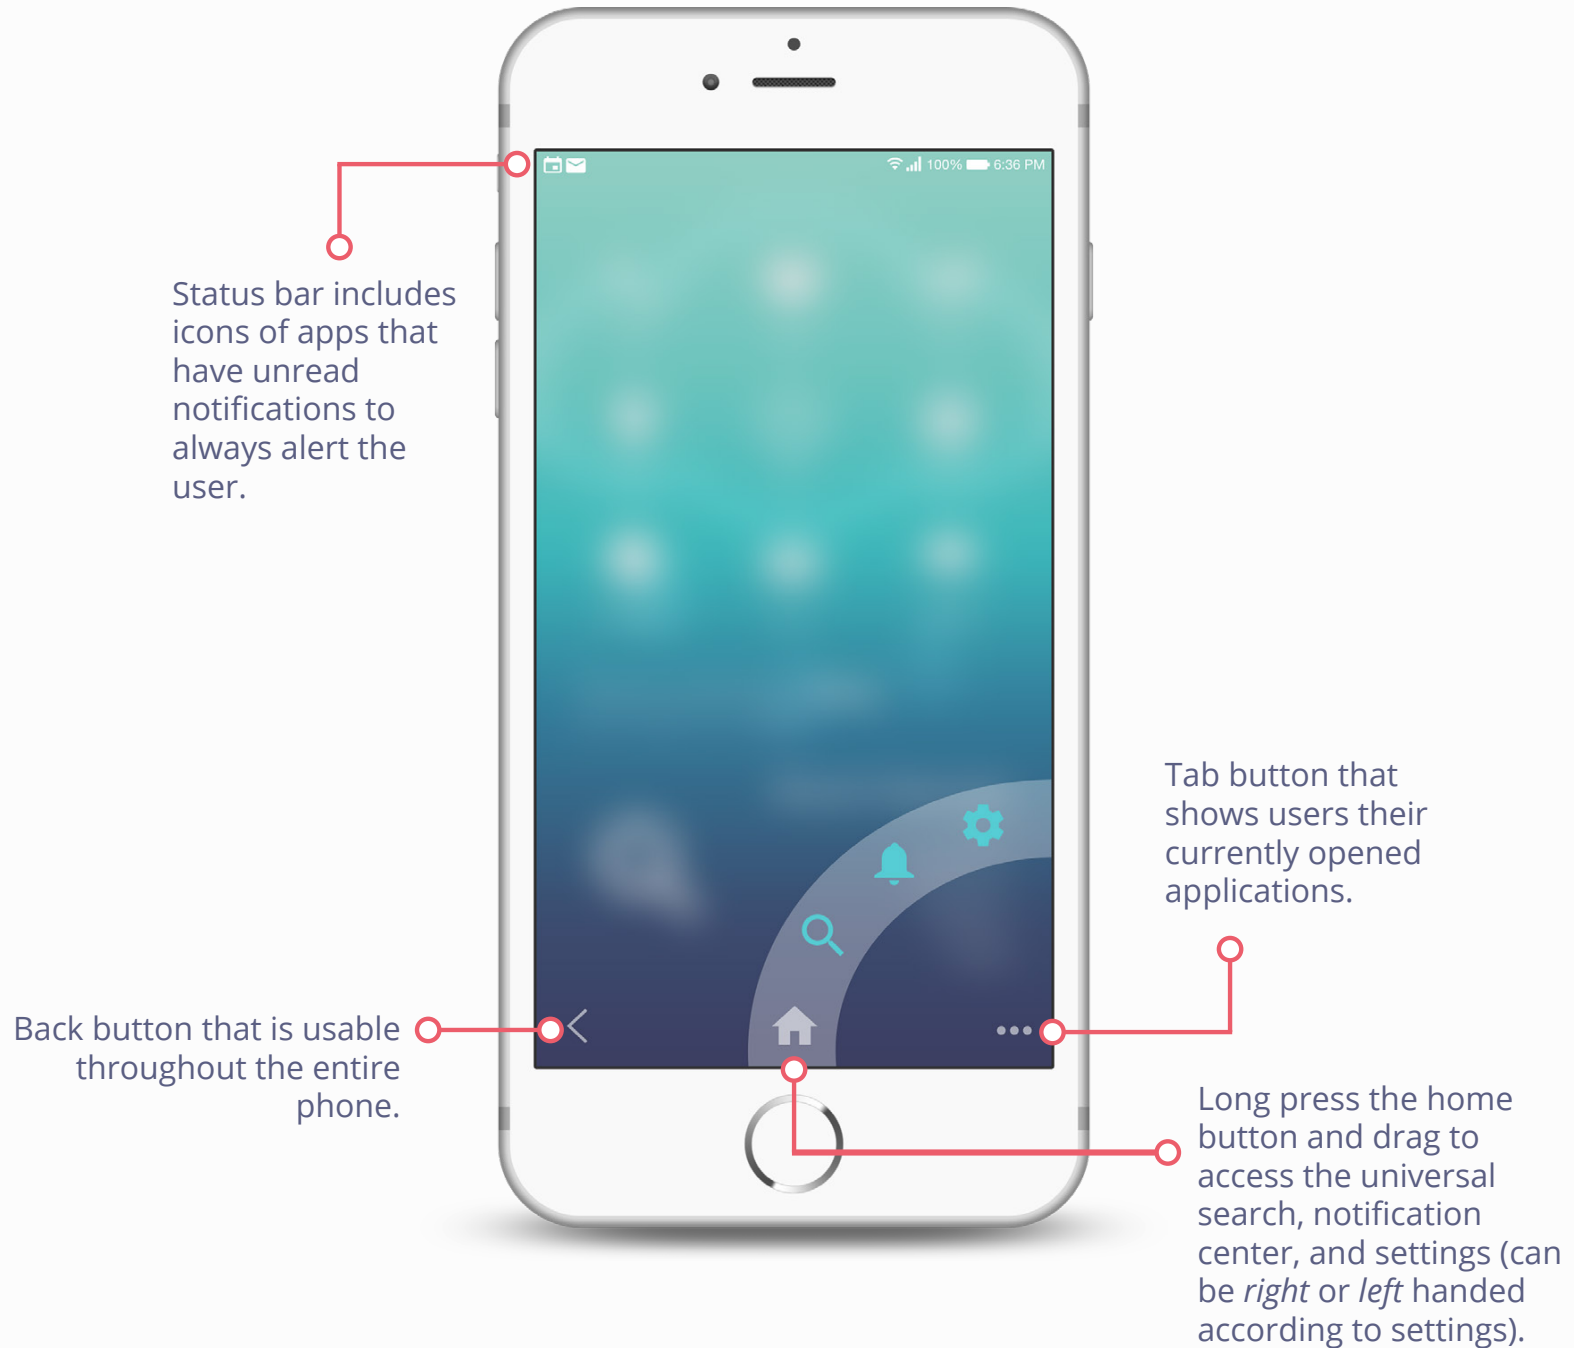 100% 6:36 PM
Status bar includes
icons of apps that
have unread
notifications to
always alert the
user.
Tab button that
shows users their
currently opened
applications.
Back button that is usable
throughout the entire
phone.
Long press the home
button and drag to
access the universal
search, notification
center, and settings (can
be right or left handed
according to settings).